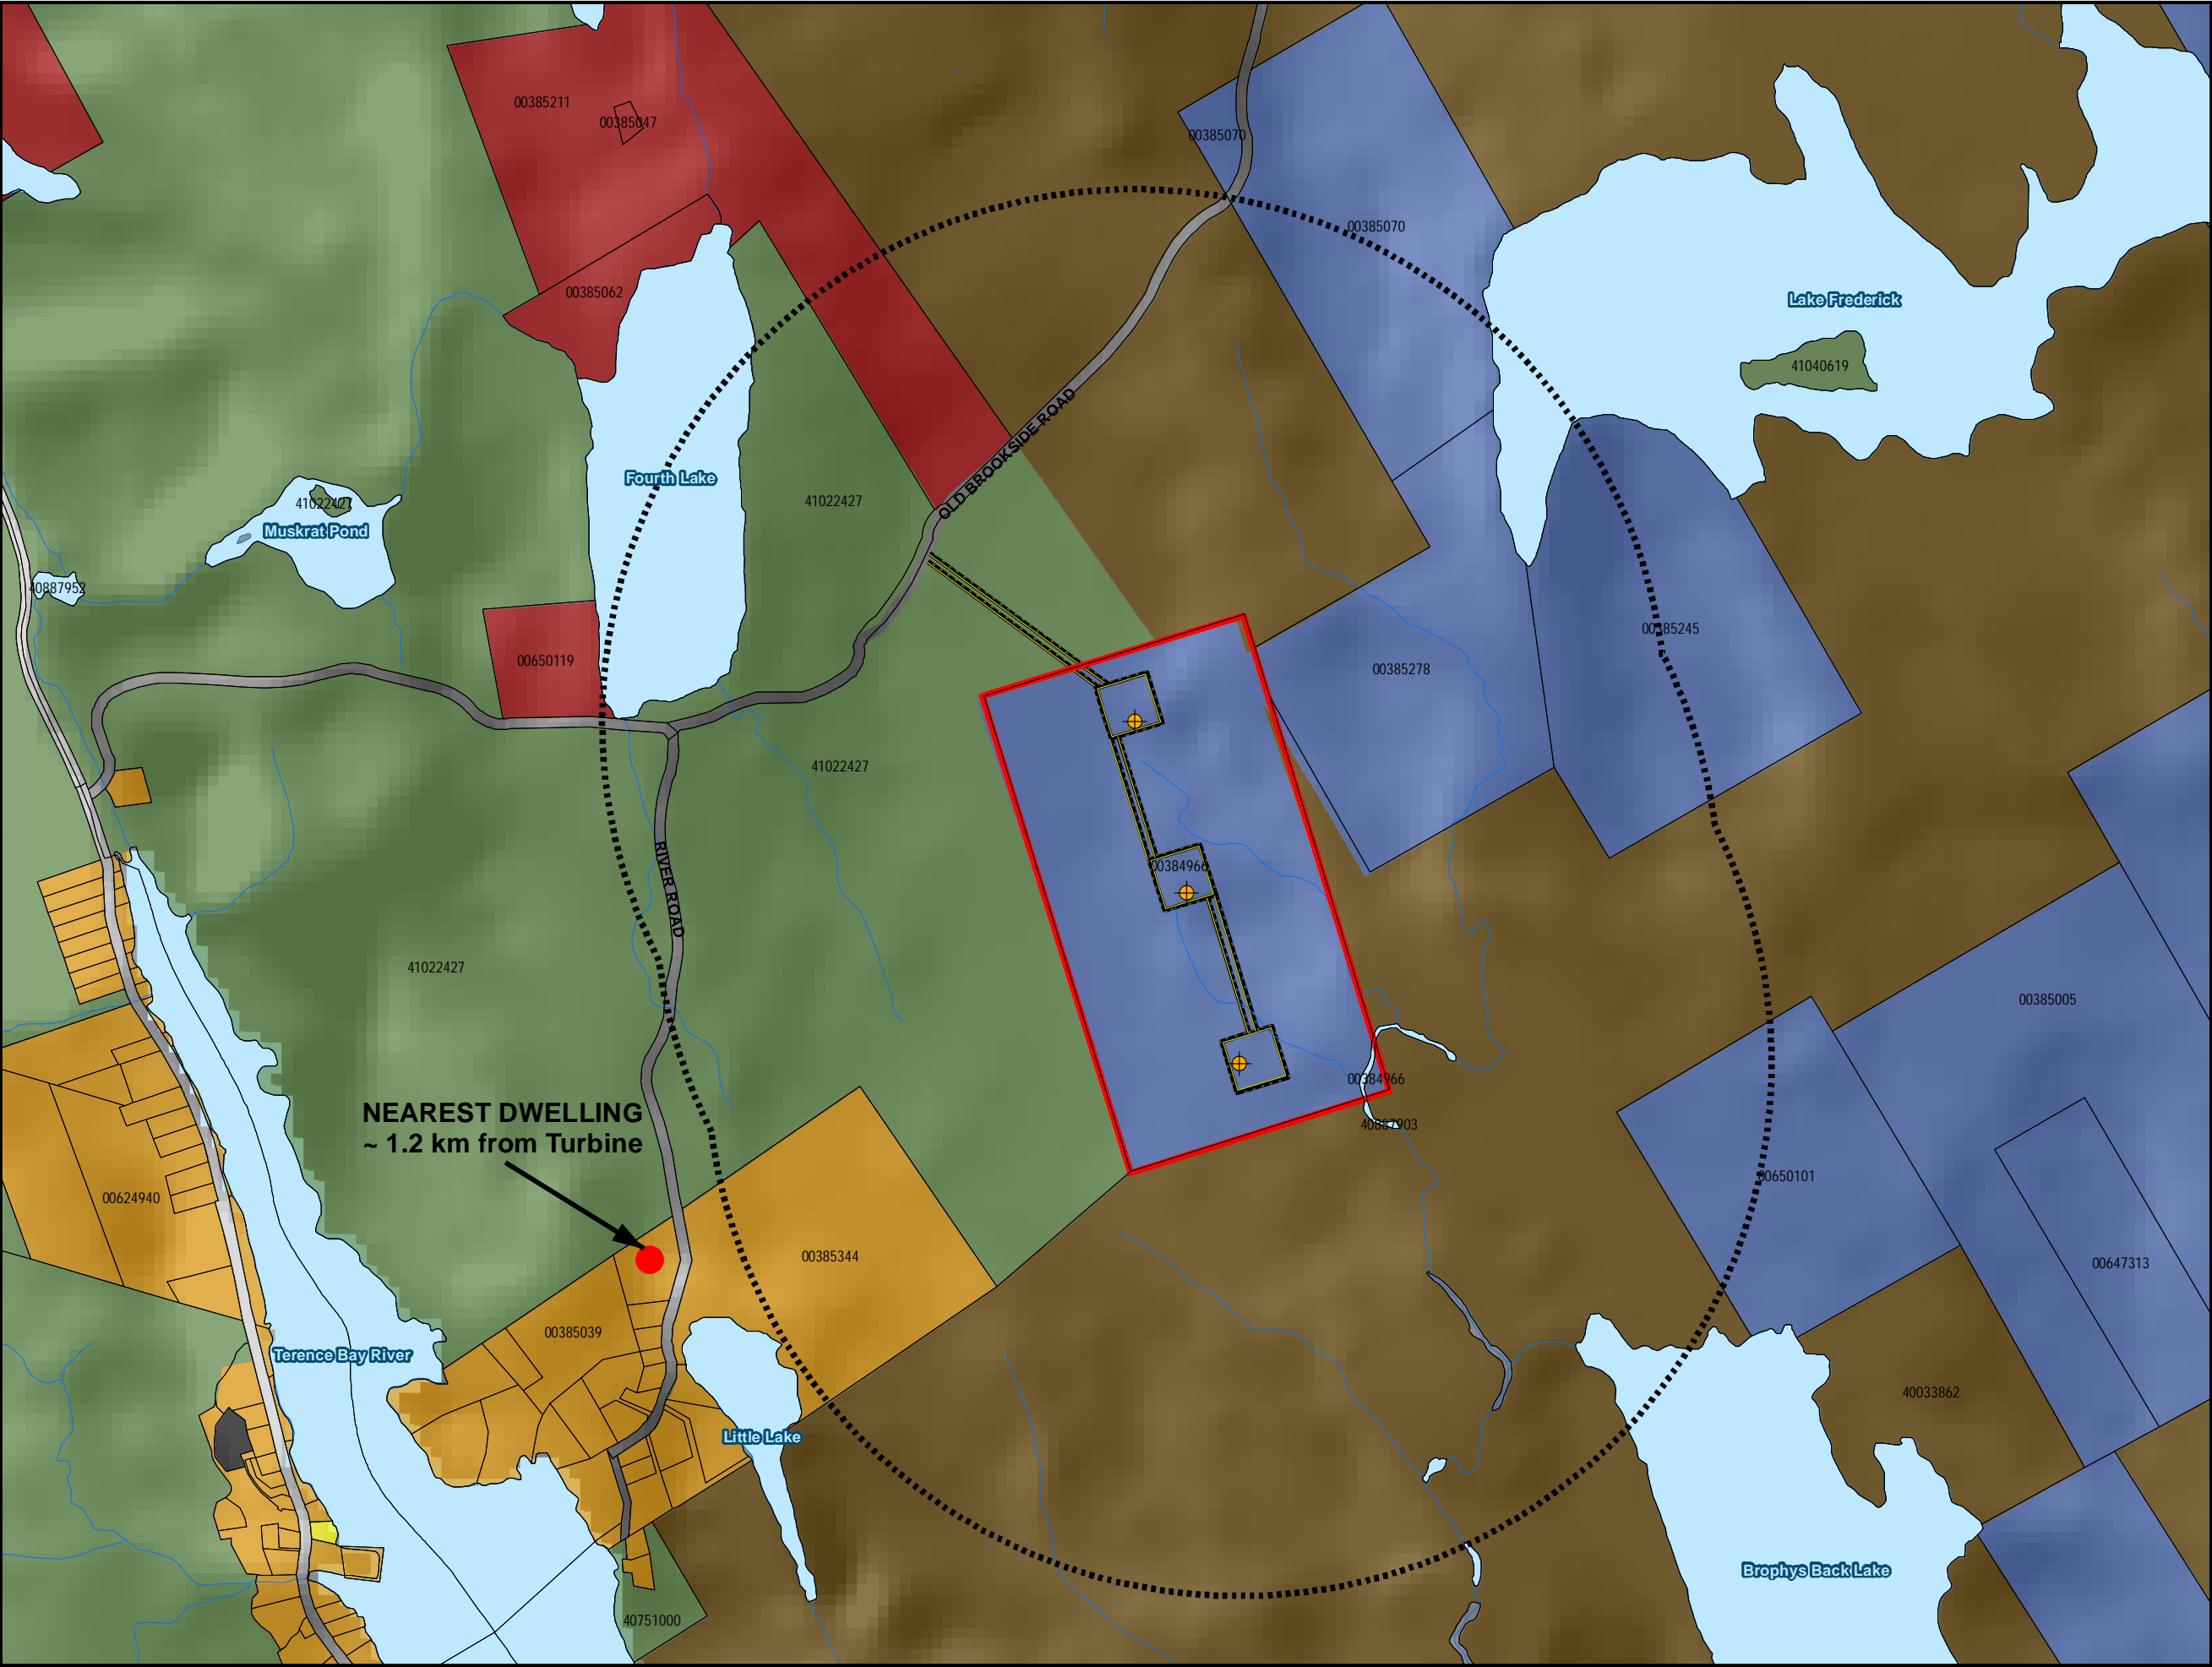 00385211
00385047
00385070
00385070
00385062
Lake Frederick
41040619
OLD BROOKSIDE ROAD
Fourth Lake
41022427
41022427
Muskrat Pond
40887952
00385245
00650119
00385278
41022427
00384966
RIVER ROAD
41022427
00385005
00384966
NEAREST DWELLING
~ 1.2 km from Turbine
40887903
00650101
00624940
00385344
00647313
00385039
Terence Bay River
40033862
Little Lake
Brophys Back Lake
40751000